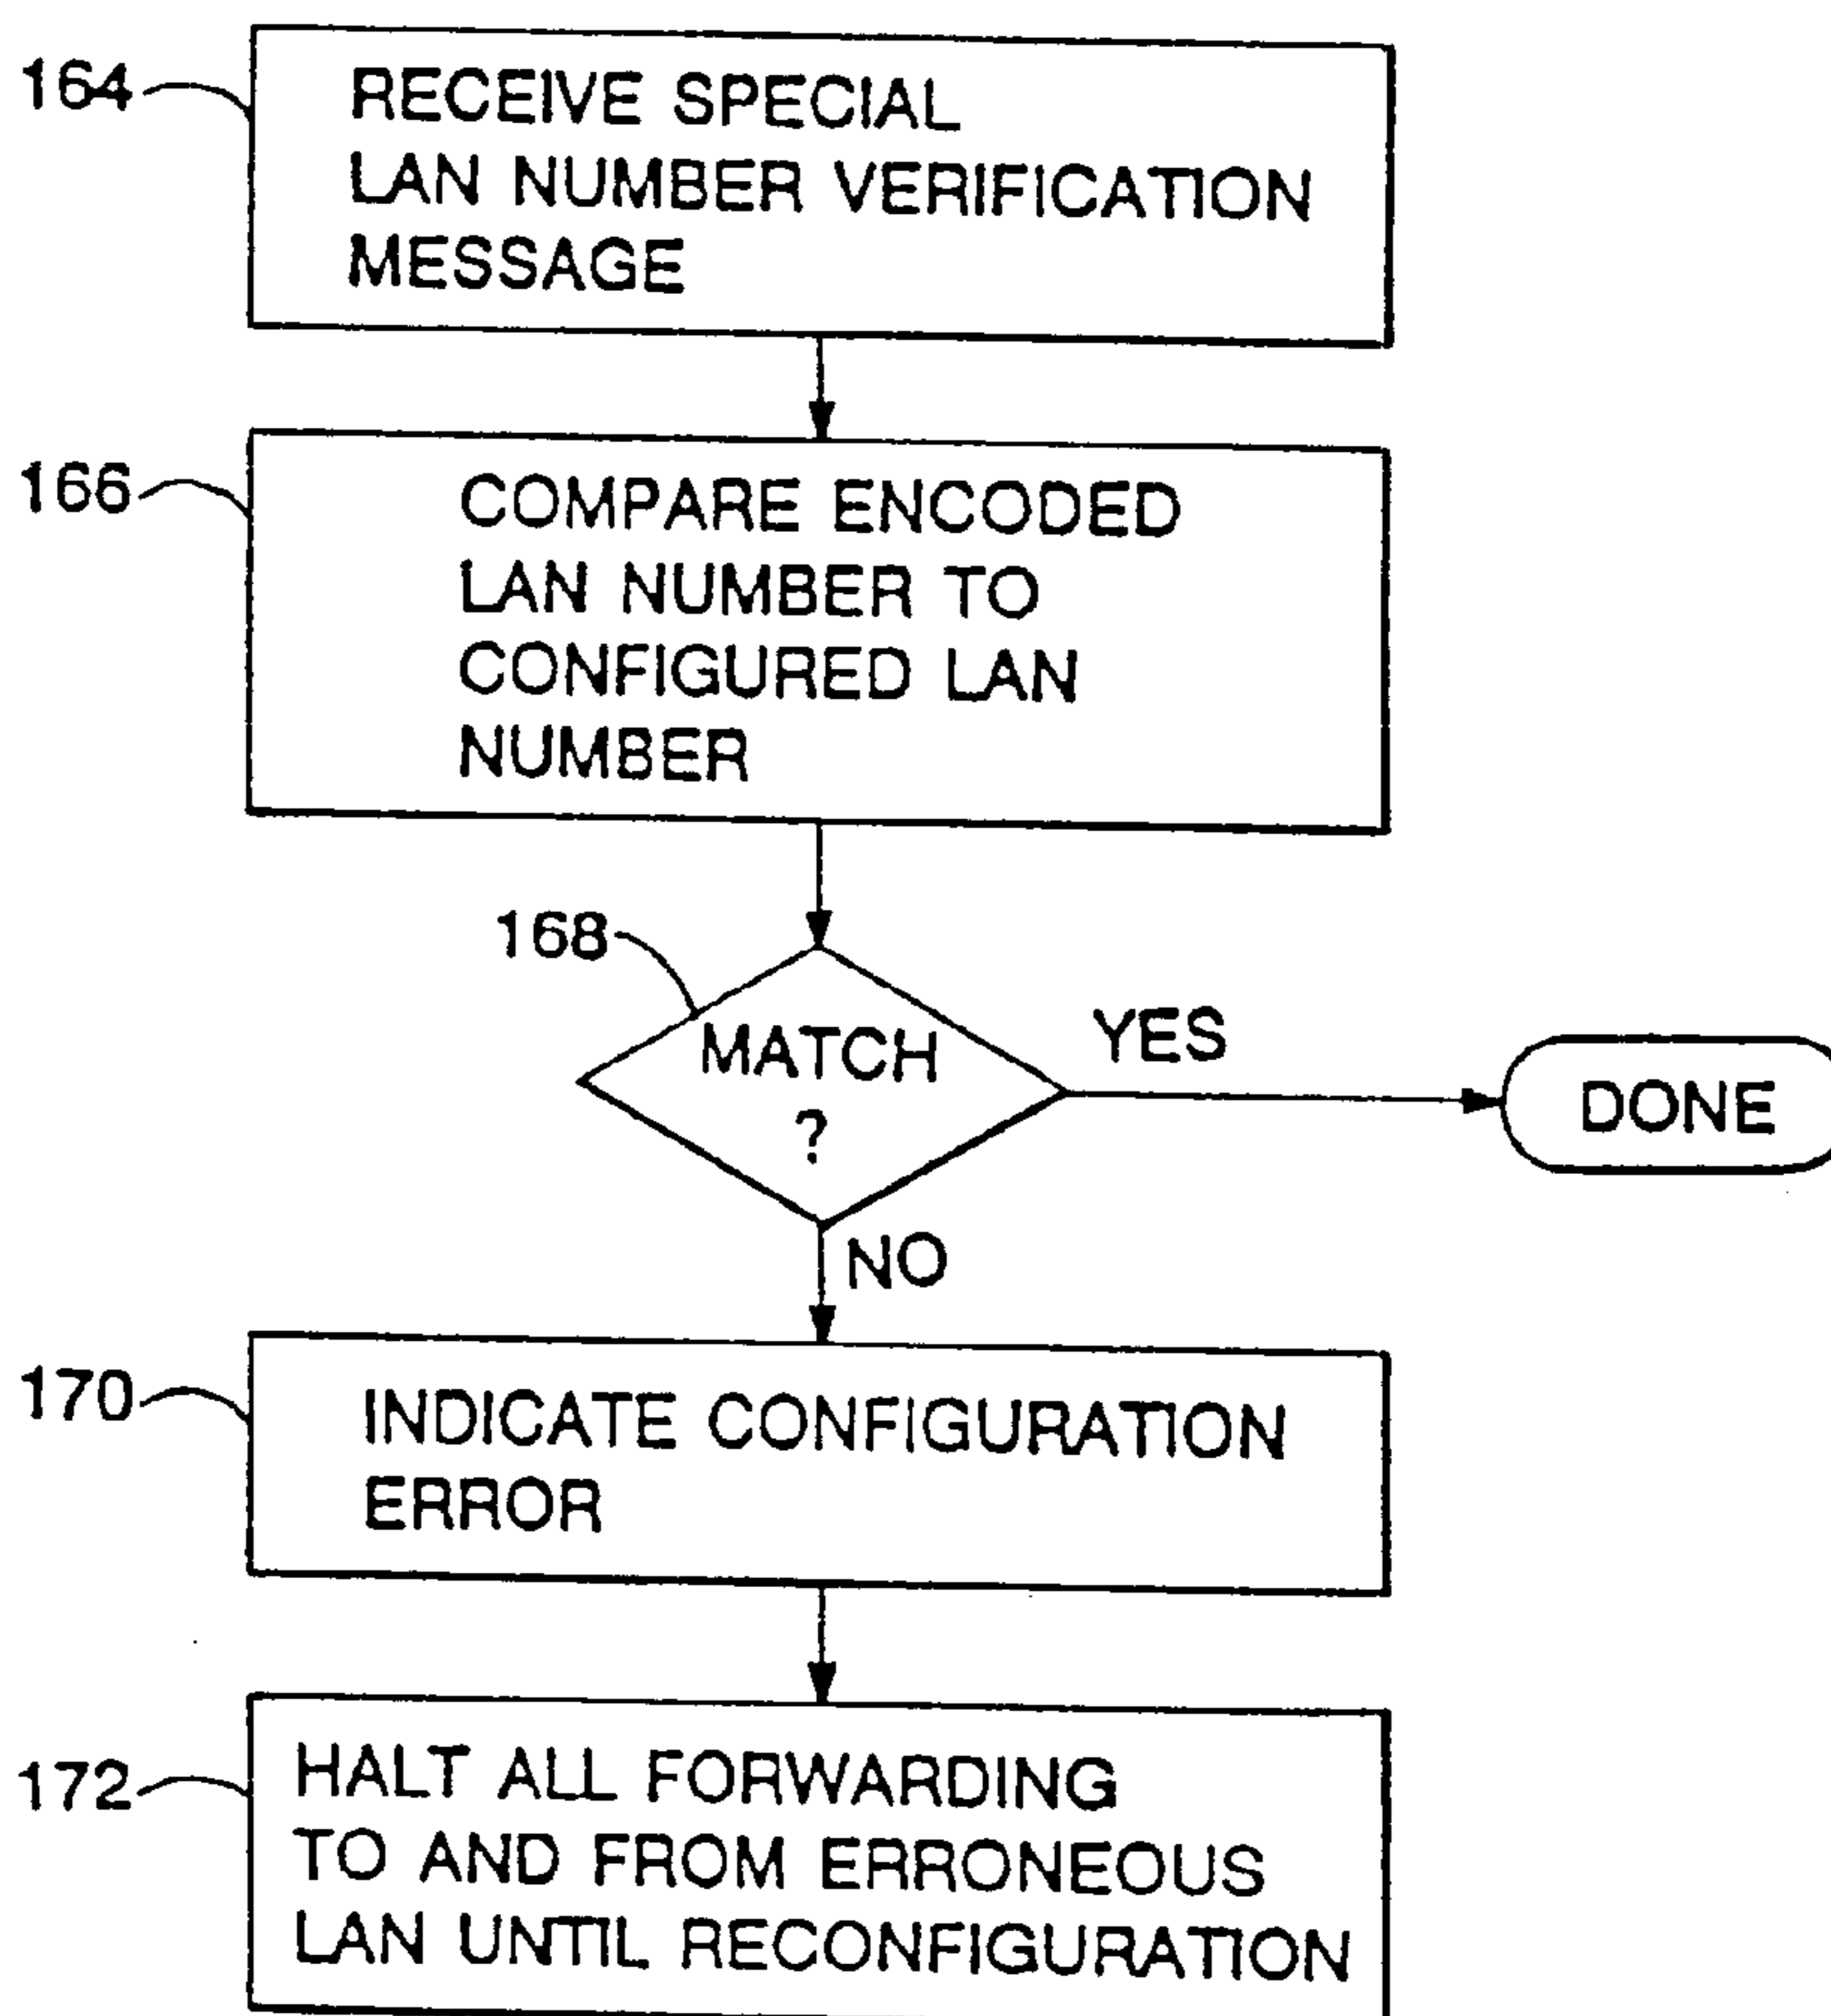 164
RECEIVE SPECIAL
LAN NUMBER VERIFICATION
MESSAGE
166
COMPARE ENCODED
LAN NUMBER TO
CONFIGURED LAN
NUMBER
168
MATCH
?
YES
DONE
NO
170
INDICATE CONFIGURATION
ERROR
172
HALT ALL FORWARDING
TO AND FROM ERRONEOUS
LAN UNTIL RECONFIGURATION